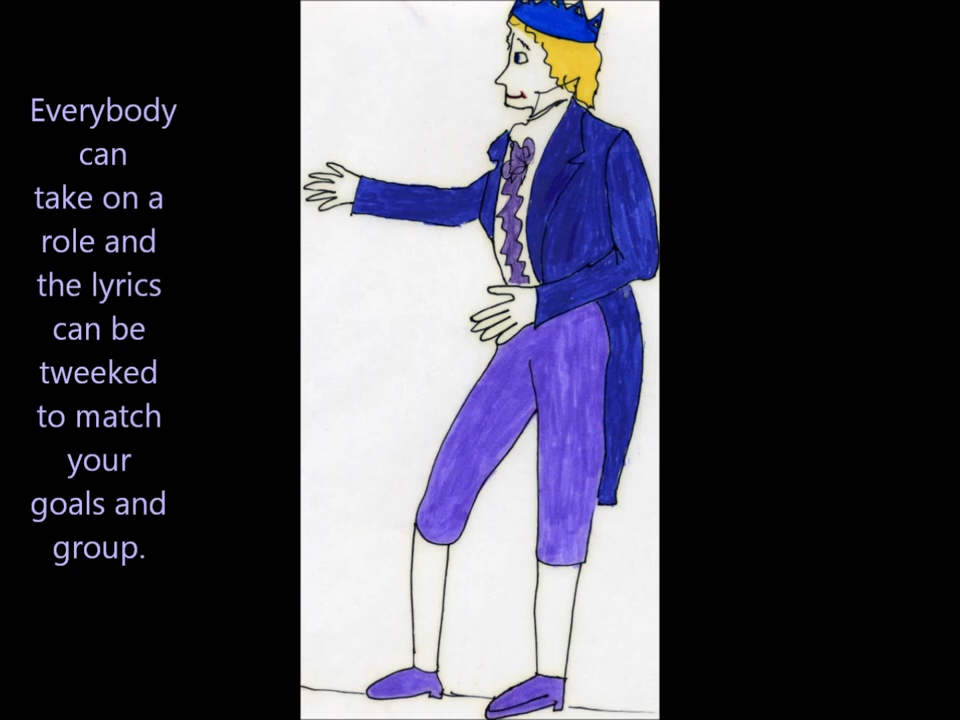 Everybody
can
take on a
role and
the lyrics
can be
tweeked
to match
your
goals and
group.